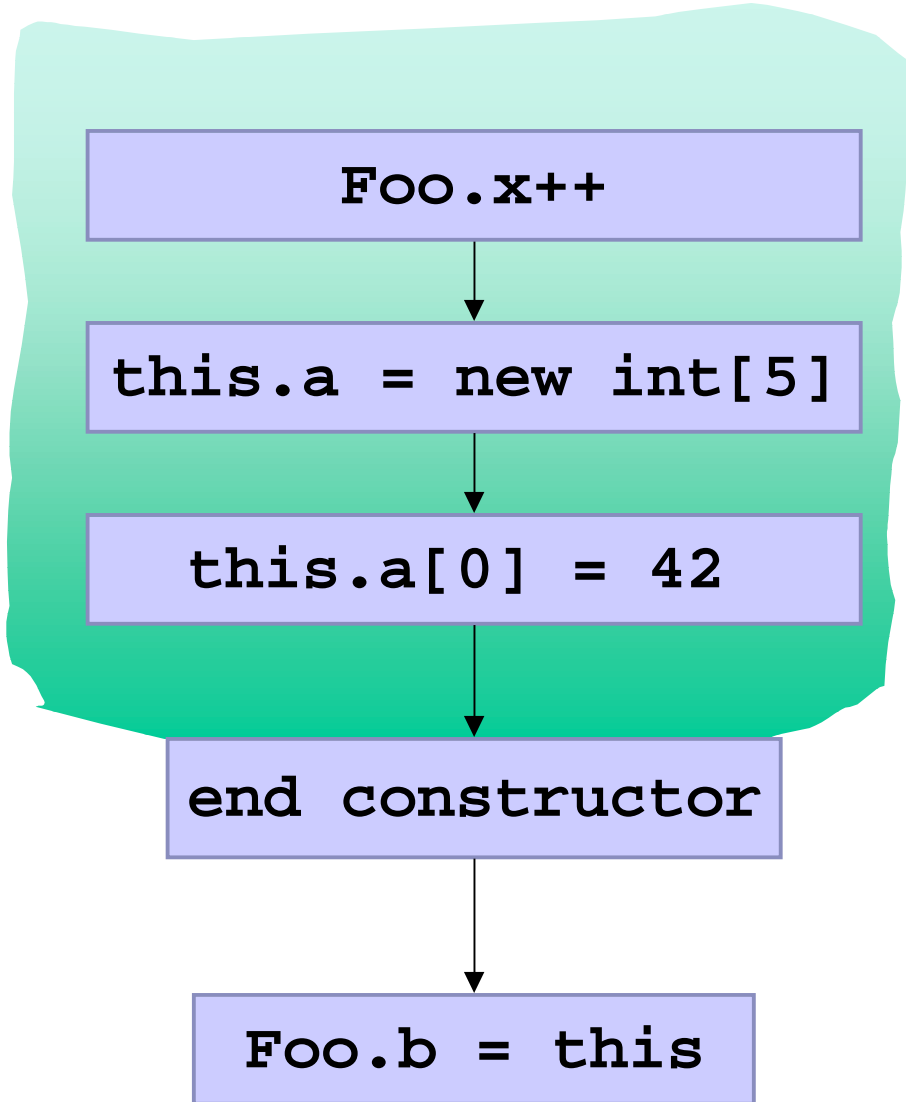 Foo.x++
this.a = new int[5]
this.a[0] = 42
end constructor
Foo.b = this